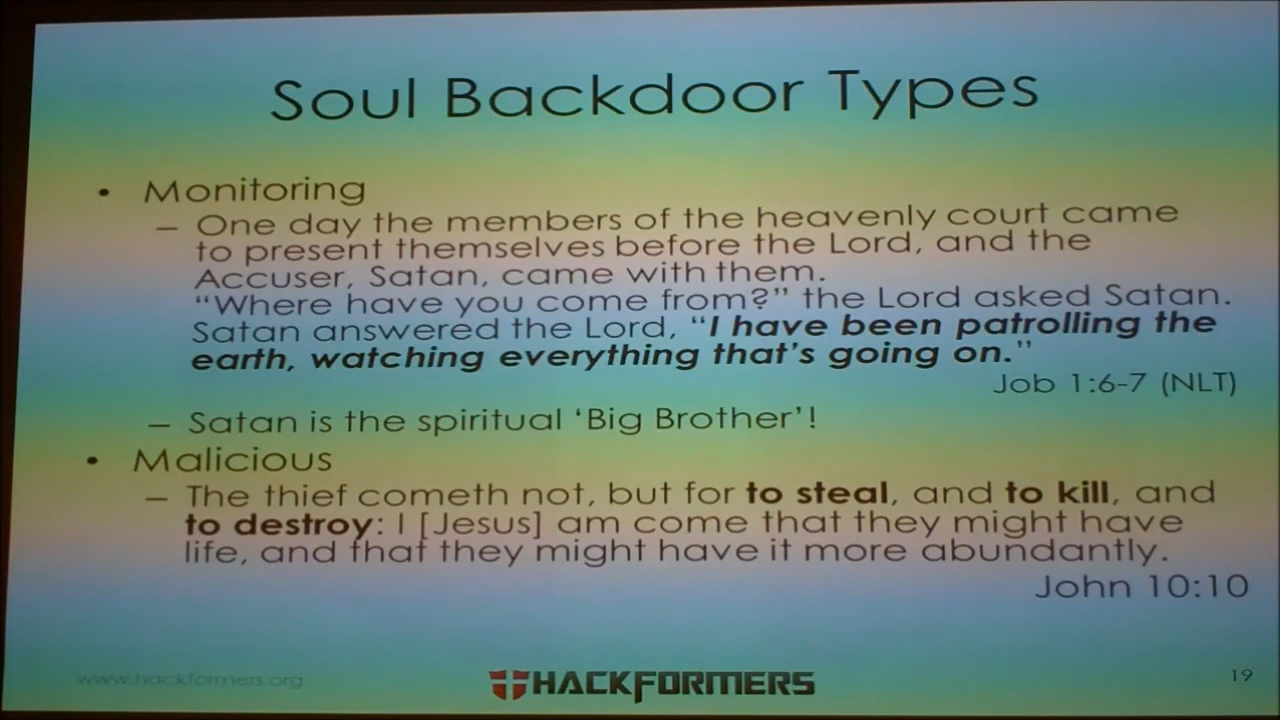 Soul Backdoor Types
• Monitoring
– One day the members of the heavenly court came
to present themselves before the Lord, and the
Accuser, Satan, came with them.
“Where have you come from?” the Lord asked Satan.
Satan answered the Lord, “I have been patrolling the
earth, watching everything that's going on.”
Job 1:6-7 (NLT)
– Satan is the spiritual ‘Big Brother’!
• Malicious
– The thief cometh not, but for to steal, and to kill, and
to destroy: I [Jesus] am come that they might have
life, and that they might have it more abundantly.
John 10:10
www.hackformers.org
HACKFORMERS
19